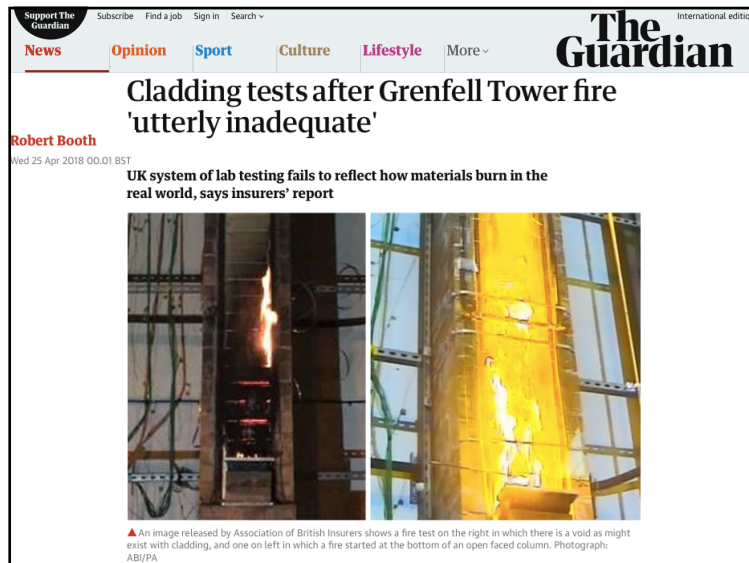 Support The
Guardian
Subscribe Find a job Sign in Search
International editio
The
Guardian
News Opinion Sport Culture Lifestyle More
Cladding tests after Grenfell Tower fire
'utterly inadequate'
Robert Booth
Wed 25 Apr 2018 00.01 BST
UK system of lab testing fails to reflect how materials burn in the
real world, says insurers' report
An image released by Association of British Insurers shows a fire test on the right in which there is a void as might
exist with cladding, and one on left in which a fire started at the bottom of an open faced column. Photograph:
ABI/PA